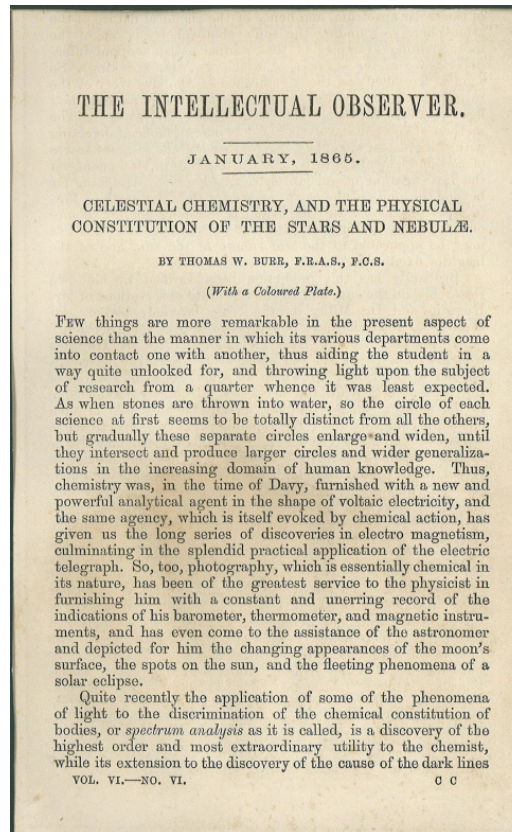 THE INTELLECTUAL OBSERVER.
JANUARY, 1865.
CELESTIAL CHEMISTRY, AND THE PHYSICAL
CONSTITUTION OF THE STARS AND NEBULÆ.
BY THOMAS W. BURR, F.R.A.S., F.C.S.
(With a Coloured Plate.)
FEW things are more remarkable in the present aspect of
science than the manner in which its various departments come
into contact one with another, thus aiding the student in a
way quite unlooked for, and throwing light upon the subject
of research from a quarter whence it was least expected.
As when stones are thrown into water, so the circle of each
science at first seems to be totally distinct from all the others,
but gradually these separate circles enlarge and widen, until
they intersect and produce larger circles and wider generaliza-
tions in the increasing domain of human knowledge. Thus,
chemistry was, in the time of Davy, furnished with a new and
powerful analytical agent in the shape of voltaic electricity, and
the same agency, which is itself evoked by chemical action, has
given us the long series of discoveries in electro magnetism,
culminating in the splendid practical application of the electric
telegraph. So, too, photography, which is essentially chemical in
its nature, has been of the greatest service to the physicist in
furnishing him with a constant and unerring record of the
indications of his barometer, thermometer, and magnetic instru-
ments, and has even come to the assistance of the astronomer
and depicted for him the changing appearances of the moon's
surface, the spots on the sun, and the fleeting phenomena of a
solar eclipse.
Quite recently the application of some of the phenomena
of light to the discrimination of the chemical constitution of
bodies, or spectrum analysis as it is called, is a discovery of the
highest order and most extraordinary utility to the chemist,
while its extension to the discovery of the cause of the dark lines
VOL. VI.—NO. VI. C C